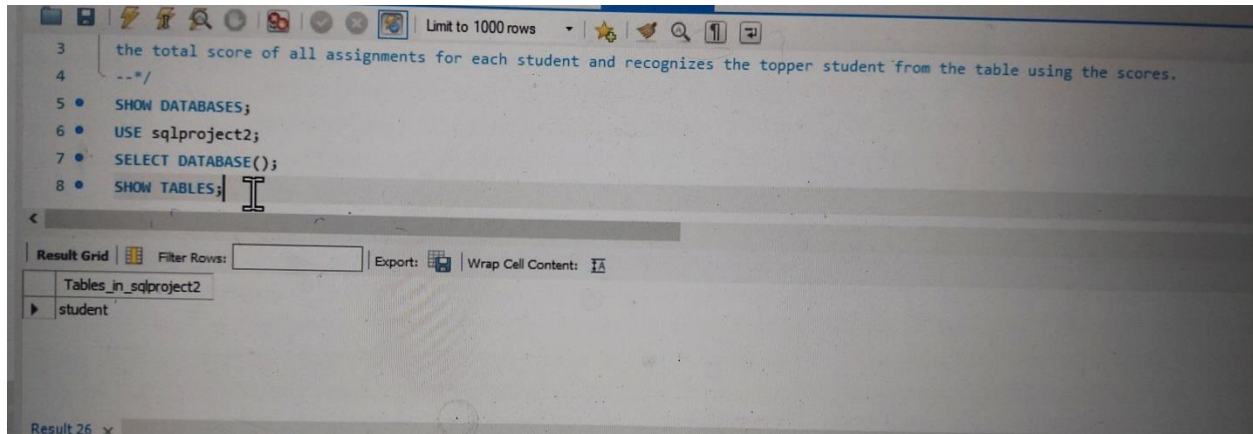 Limit to 1000 rows
3 the total score of all assignments for each student and recognizes the topper student from the table using the scores.
4 --*/
5 SHOW DATABASES;
6 USE sqlproject2;
7 SELECT DATABASE();
8 SHOW TABLES;
Result Grid Filter Rows: Export: Wrap Cell Content: IA
Tables_in_sqlproject2
student
Result 26 x